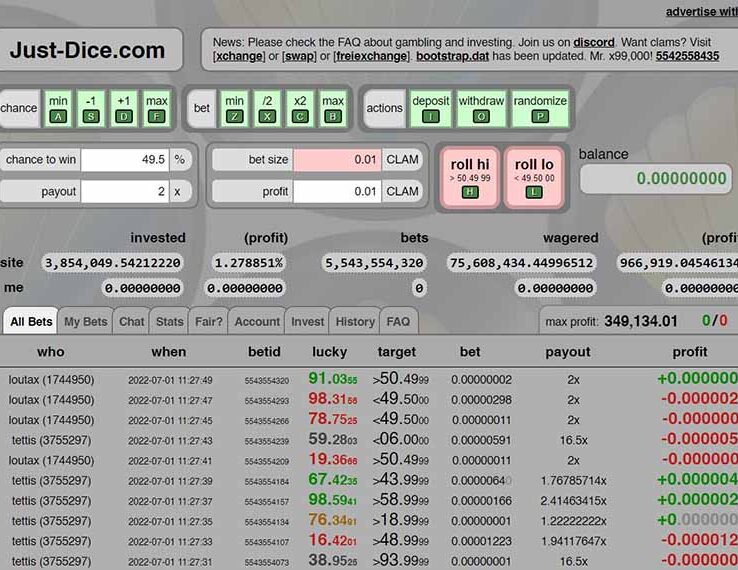 advertise with
Just-Dice.com
News: Please check the FAQ about gambling and investing. Join us on discord. Want clams? Visit
[xchange] or [swap] or [freiexchange]. bootstrap.dat has been updated. Mr. x99,000! 5542558435
chance min -1 +1 max bet min /2 x2 max actions deposit withdraw randomize
A S D F Z X C B I O P
chance to win 49.5 % bet size 0.01 CLAM roll hi roll lo balance
> 50.49 99 < 49.50 00 0.00000000
payout 2 x profit 0.01 CLAM H L
invested (profit) bets wagered (profi
site 3,854,049.54212220 1.278851% 5,543,554,320 75,608,434.44996512 966,919.04546134
me 0.00000000 0.00000000 0 0.00000000 0.0000000
All Bets My Bets Chat Stats Fair? Account Invest History FAQ max profit: 349,134.01 0/0
who when betid lucky target bet payout profit
loutax (1744950) 2022-07-01 11:27:49 5543554320 91.0355 >50.4999 0.00000002 2x +0.000000
loutax (1744950) 2022-07-01 11:27:47 5543554293 98.3156 <49.5000 0.00000298 2x -0.000002
loutax (1744950) 2022-07-01 11:27:45 5543554266 78.7525 <49.5000 0.00000011 2x -0.000000
tettis (3755297) 2022-07-01 11:27:43 5543554239 59.2803 <06.0000 0.00000591 16.5x -0.000005
loutax (1744950) 2022-07-01 11:27:41 5543554209 19.3666 >50.4999 0.00000011 2x -0.000000
tettis (3755297) 2022-07-01 11:27:39 5543554184 67.4235 >43.9999 0.00000640 1.76785714x +0.000004
tettis (3755297) 2022-07-01 11:27:37 5543554157 98.5941 >58.9999 0.00000166 2.41463415x +0.000002
tettis (3755297) 2022-07-01 11:27:35 5543554134 76.3491 >18.9999 0.00000001 1.22222222x +0.000000
tettis (3755297) 2022-07-01 11:27:33 5543554107 16.4201 >48.9999 0.00001223 1.94117647x -0.000012
tettis (3755297) 2022-07-01 11:27:31 5543554073 38.9525 >93.9999 0.00000001 16.5x -0.000000